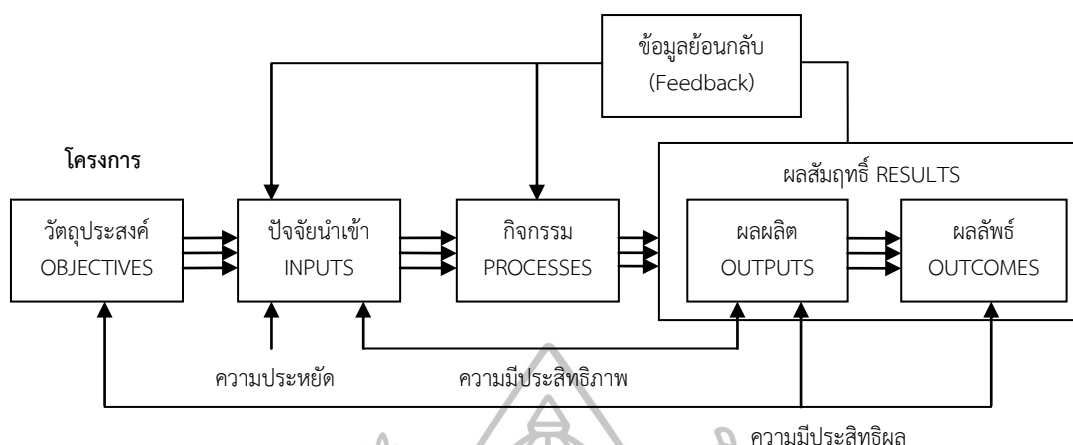 ข้อมูลย้อนกลับ
(Feedback)
โครงการ
ผลสัมฤทธิ์ RESULTS
วัตถุประสงค์
OBJECTIVES
ปัจจัยนำเข้า
INPUTS
กิจกรรม
PROCESSES
ผลผลิต
OUTPUTS
ผลลัพธ์
OUTCOMES
ความประหยัด
ความมีประสิทธิภาพ
ความมีประสิทธิผล